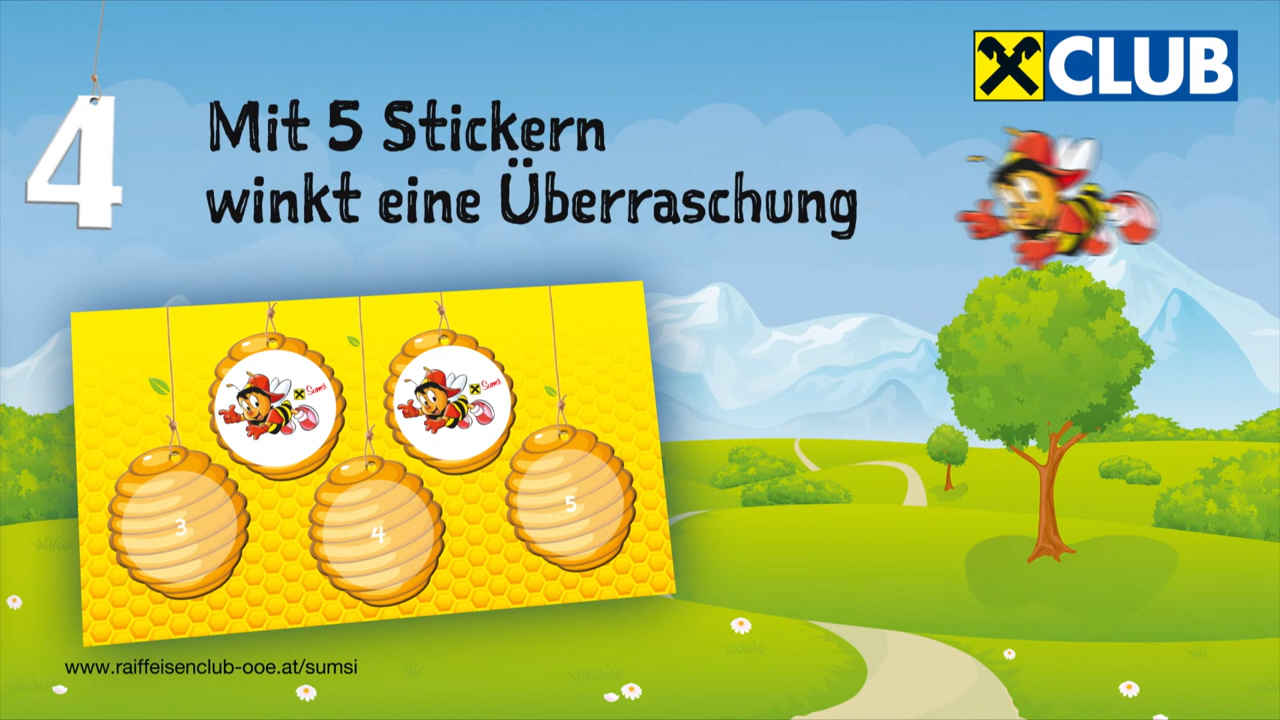 4
CLUB
Mit 5 Stickern
winkt eine Überraschung
Sumsi
Sumsi
3
4
5
www.raiffeisenclub-ooe.at/sumsi